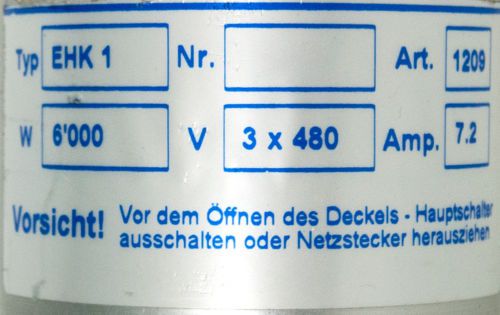 Typ EHK 1 Nr. Art. 1209
W 6'000 V 3 x 480 Amp. 7.2
Vorsicht! Vor dem Öffnen des Deckels - Hauptschalter
ausschalten oder Netzstecker herausziehen